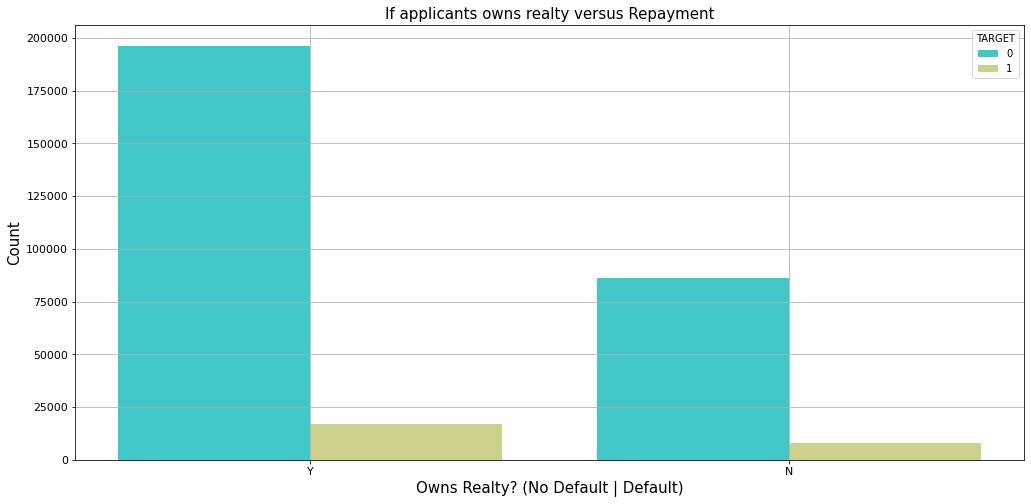 If applicants owns realty versus Repayment
TARGET
0
1
200000
175000
150000
125000
100000
75000
50000
25000
0
Count
Y
N
Owns Realty? (No Default | Default)